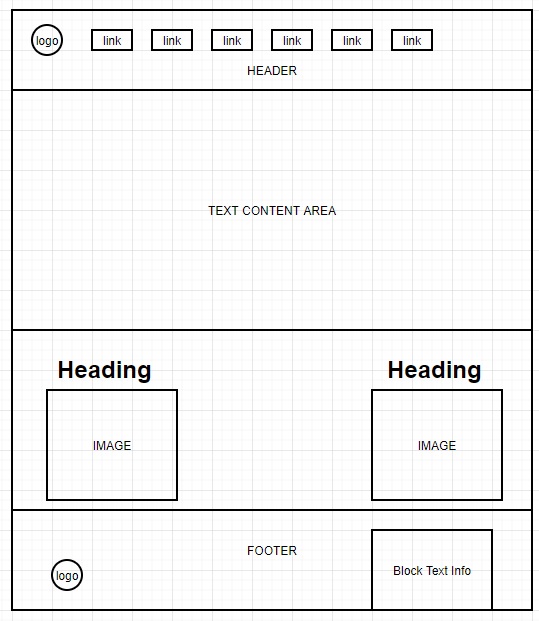 logo
link
link
link
link
link
link
HEADER
TEXT CONTENT AREA
Heading
Heading
IMAGE
IMAGE
FOOTER
logo
Block Text Info